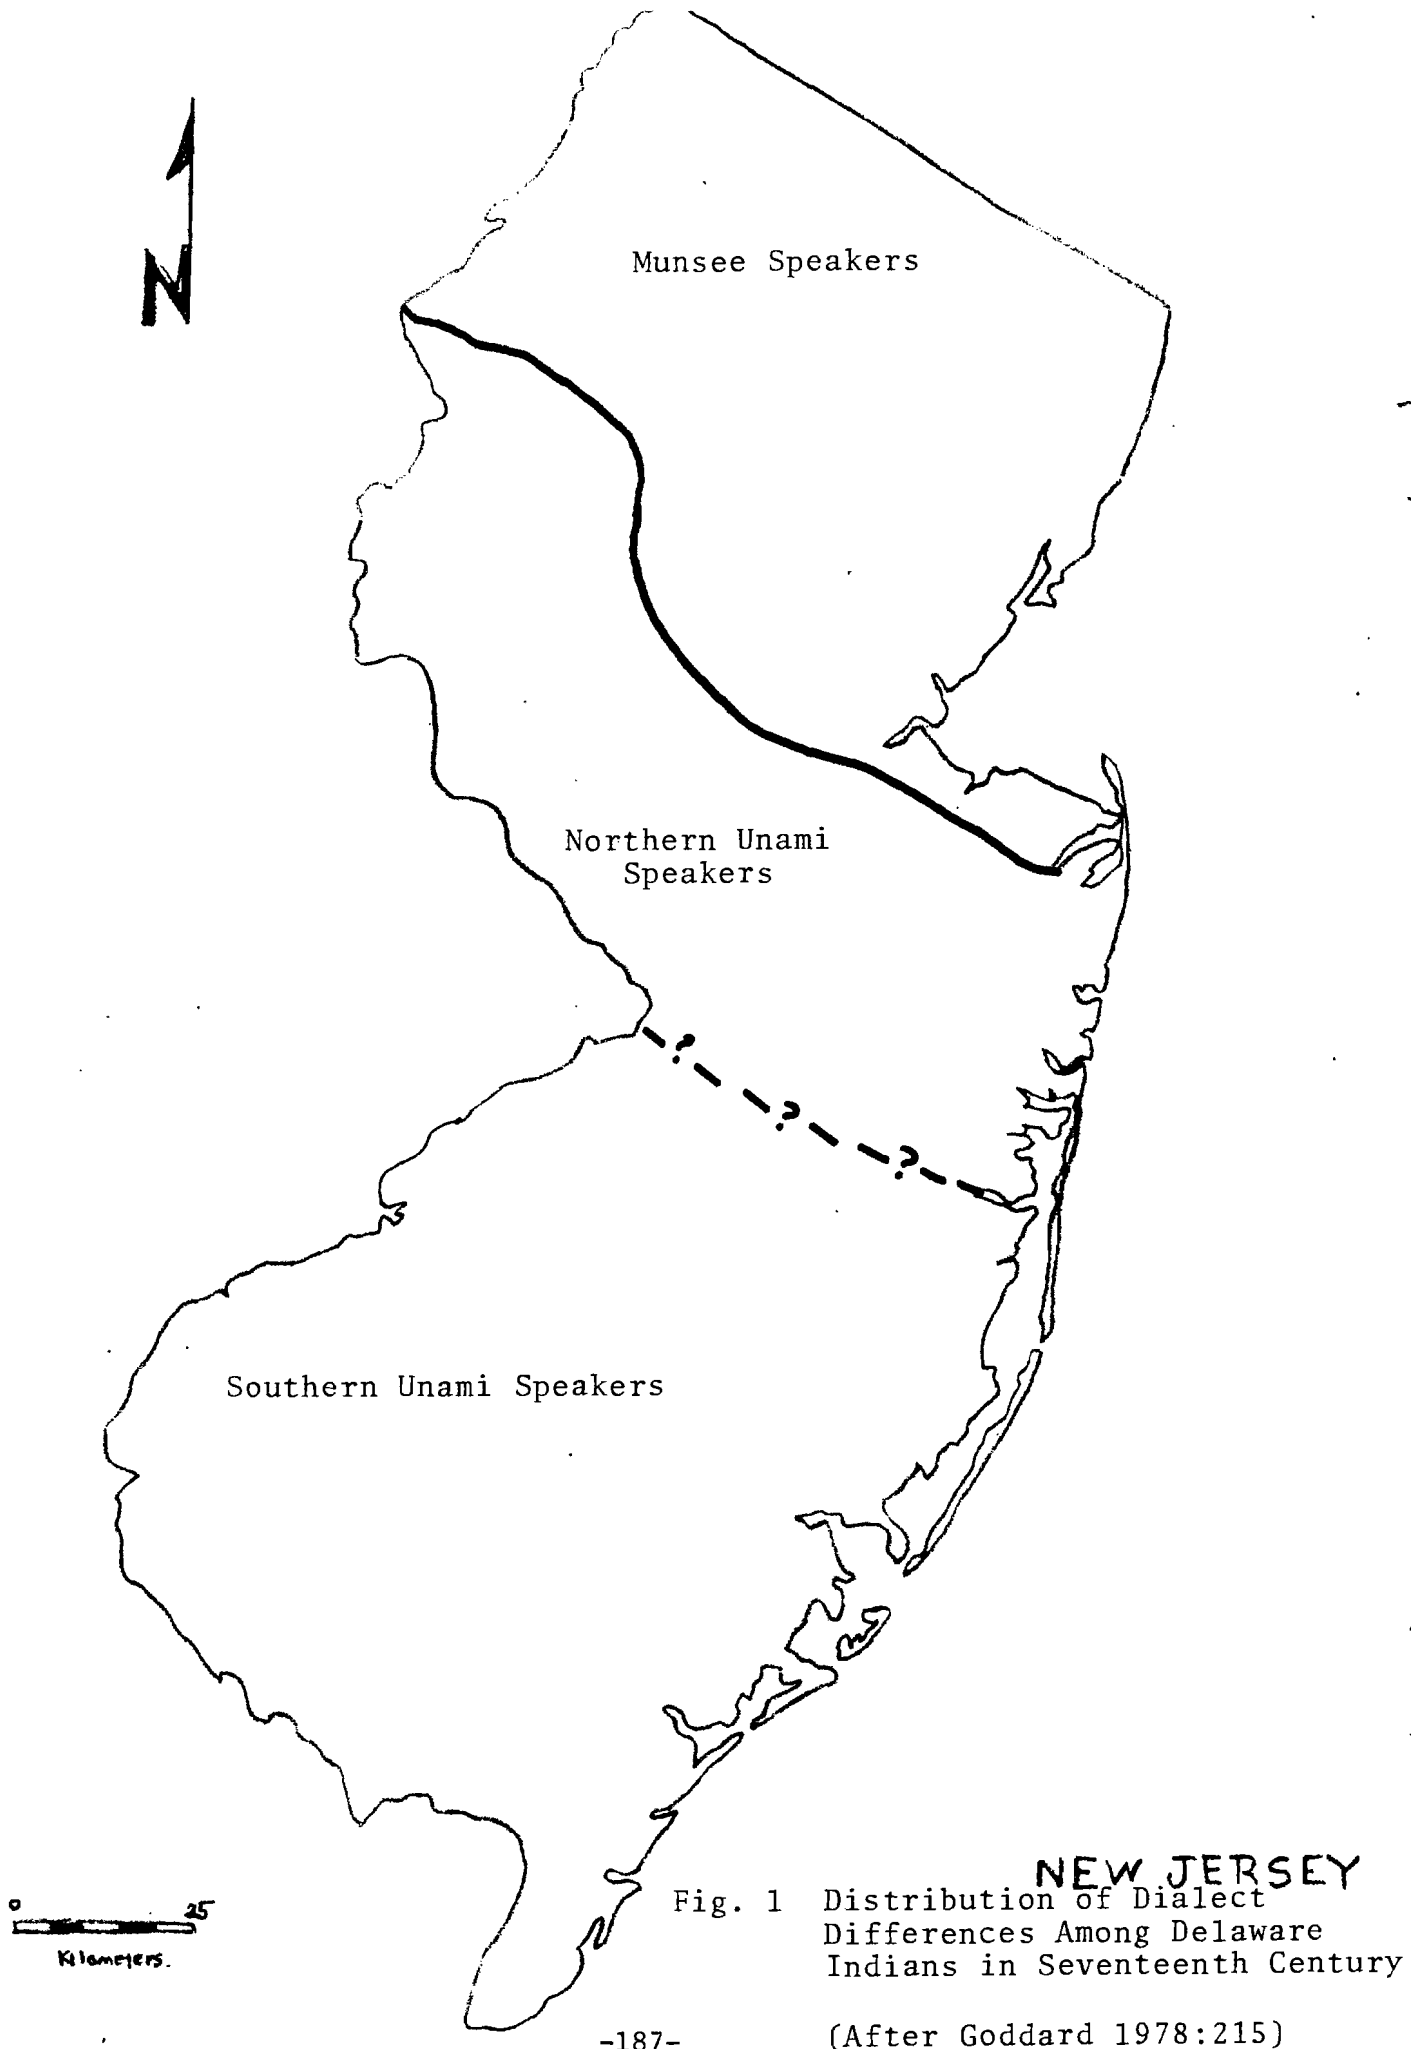 N
Munsee Speakers
Northern Unami
Speakers
?
?
?
Southern Unami Speakers
0 25
Kilometers.
NEW JERSEY
Fig. 1 Distribution of Dialect
Differences Among Delaware
Indians in Seventeenth Century
(After Goddard 1978:215)
-187-